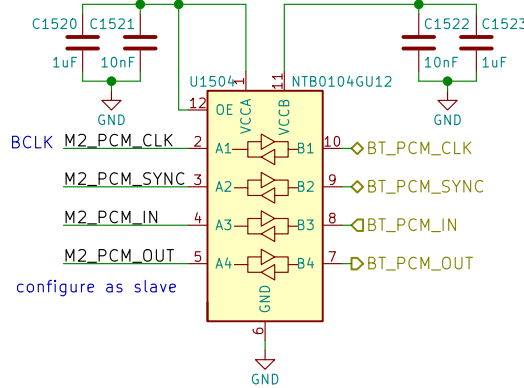 C1520 C1521 C1522 C1523
1uF 10nF 10nF 1uF
U1504 NTB0104GU12
GND GND
1 11
12 OE VCCA VCCB
BCLK M2_PCM_CLK 2 A1 B1 10 BT_PCM_CLK
M2_PCM_SYNC 3 A2 B2 9 BT_PCM_SYNC
M2_PCM_IN 4 A3 B3 8 BT_PCM_IN
M2_PCM_OUT 5 A4 B4 7 BT_PCM_OUT
configure as slave
GND
6
GND